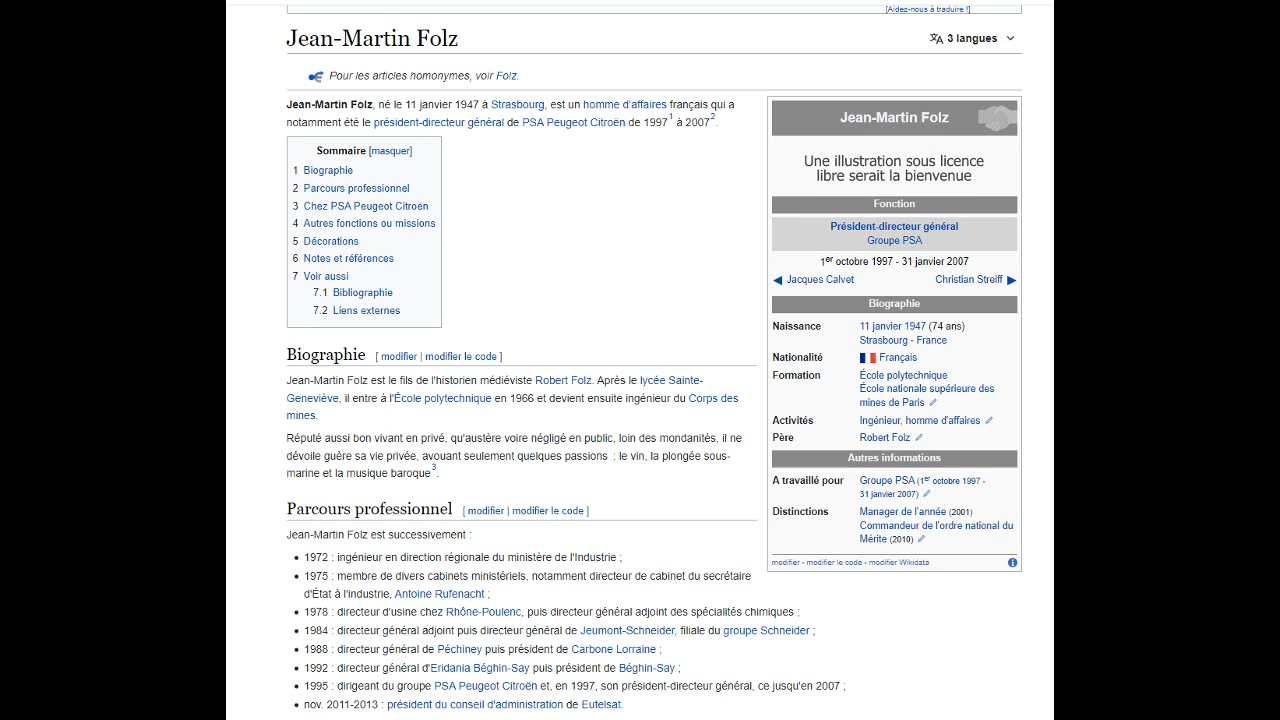 [Aidez-nous à traduire !]
Jean-Martin Folz
3 langues
Pour les articles homonymes, voir Folz.
Jean-Martin Folz, né le 11 janvier 1947 à Strasbourg, est un homme d'affaires français qui a
notamment été le président-directeur général de PSA Peugeot Citroën de 1997¹ à 2007².
Sommaire [masquer]
1 Biographie
2 Parcours professionnel
3 Chez PSA Peugeot Citroën
4 Autres fonctions ou missions
5 Décorations
6 Notes et références
7 Voir aussi
7.1 Bibliographie
7.2 Liens externes
Biographie [ modifier | modifier le code ]
Jean-Martin Folz est le fils de l'historien médiéviste Robert Folz. Après le lycée Sainte-
Geneviève, il entre à l'École polytechnique en 1966 et devient ensuite ingénieur du Corps des
mines.
Réputé aussi bon vivant en privé, qu'austère voire négligé en public, loin des mondanités, il ne
dévoile guère sa vie privée, avouant seulement quelques passions : le vin, la plongée sous-
marine et la musique baroque³.
Parcours professionnel [ modifier | modifier le code ]
Jean-Martin Folz est successivement :
• 1972 : ingénieur en direction régionale du ministère de l'Industrie ;
• 1975 : membre de divers cabinets ministériels, notamment directeur de cabinet du secrétaire
d'État à l'industrie, Antoine Rufenacht ;
• 1978 : directeur d'usine chez Rhône-Poulenc, puis directeur général adjoint des spécialités chimiques ;
• 1984 : directeur général adjoint puis directeur général de Jeumont-Schneider, filiale du groupe Schneider ;
• 1988 : directeur général de Péchiney puis président de Carbone Lorraine ;
• 1992 : directeur général d'Eridania Béghin-Say puis président de Béghin-Say ;
• 1995 : dirigeant du groupe PSA Peugeot Citroën et, en 1997, son président-directeur général, ce jusqu'en 2007 ;
• nov. 2011-2013 : président du conseil d'administration de Eutelsat.
Jean-Martin Folz
Une illustration sous licence
libre serait la bienvenue
Fonction
Président-directeur général
Groupe PSA
1er octobre 1997 - 31 janvier 2007
◀ Jacques Calvet Christian Streiff ▶
Biographie
Naissance 11 janvier 1947 (74 ans)
Strasbourg - France
Nationalité Français
Formation École polytechnique
École nationale supérieure des
mines de Paris
Activités Ingénieur, homme d'affaires
Père Robert Folz
Autres informations
A travaillé pour Groupe PSA (1er octobre 1997 -
31 janvier 2007)
Distinctions Manager de l'année (2001)
Commandeur de l'ordre national du
Mérite (2010)
modifier - modifier le code - modifier Wikidata